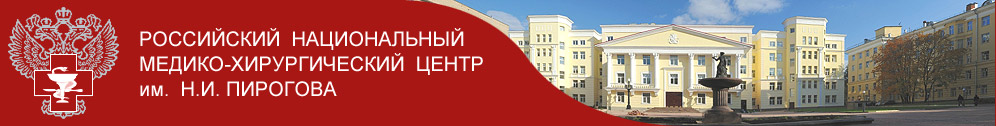 РОССИЙСКИЙ НАЦИОНАЛЬНЫЙ
МЕДИКО-ХИРУРГИЧЕСКИЙ ЦЕНТР
им. Н.И. ПИРОГОВА